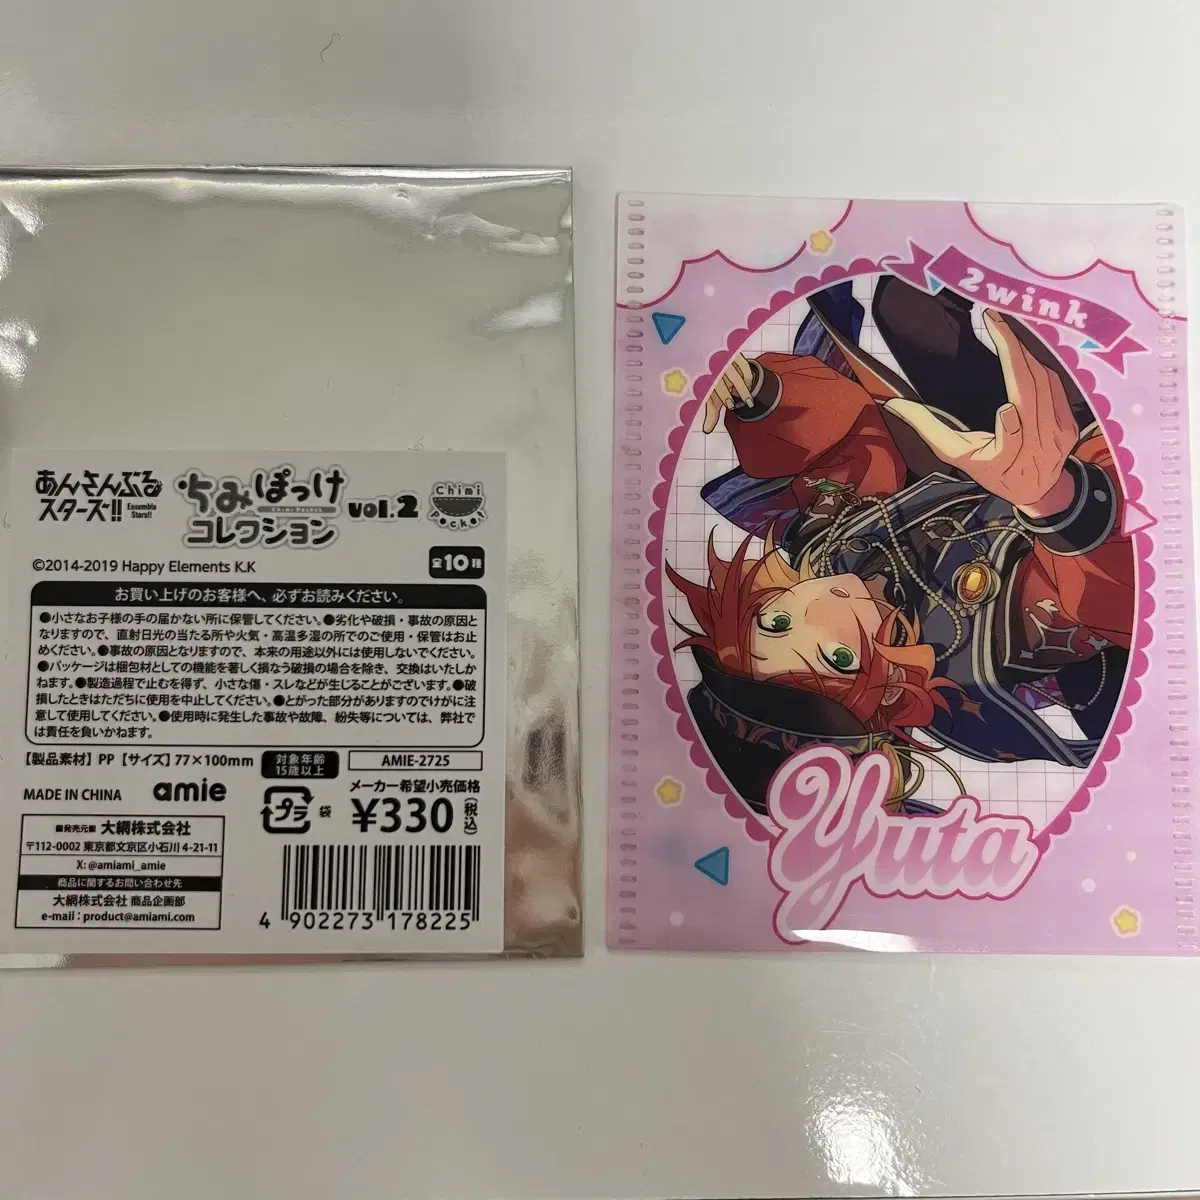 あんさんぶる
スターズ!!
Ensemble
Stars!!
ちみぽっけ
Chimi Pocket
コレクション
vol.2
Chimi
Pocket
©2014-2019 Happy Elements K.K
全10種
お買い上げのお客様へ、必ずお読みください。
●小さなお子様の手の届かない所に保管してください。●劣化や破損・事故の原因と
なりますので、直射日光の当たる所や火気・高温多湿の所でのご使用・保管はお止
めください。●事故の原因となりますので、本来の用途以外には使用しないでください。
●パッケージは梱包材としての機能を著しく損なう破損の場合を除き、交換はいたしか
ねます。●製造過程で止むを得ず、小さな傷・スレなどが生じることがございます。●破
損したときはただちに使用を中止してください。●とがった部分がありますのでけがに注
意して使用してください。●使用時に発生した事故や故障、紛失等については、弊社で
は責任を負いかねます。
【製品素材】PP【サイズ】77×100mm
対象年齢
15歳以上
AMIE-2725
MADE IN CHINA
amie
プラ
袋
メーカー希望小売価格
¥330
(税込)
■発売元■ 大網株式会社
〒112-0002 東京都文京区小石川 4-21-11
X: @amiami_amie
商品に関するお問い合わせ先
大網株式会社 商品企画部
e-mail : product@amiami.com
4 902273 178225
2wink
Yuta